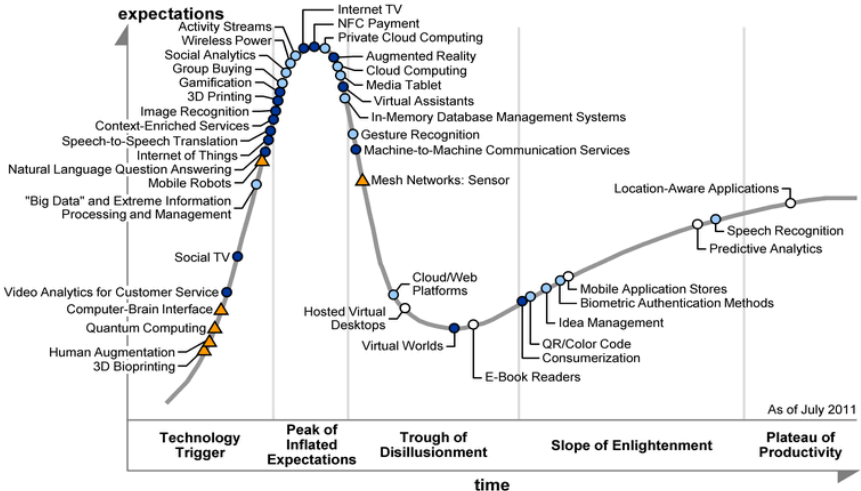 expectations
Internet TV
NFC Payment
Private Cloud Computing
Activity Streams
Wireless Power
Social Analytics
Group Buying
Gamification
3D Printing
Image Recognition
Context-Enriched Services
Speech-to-Speech Translation
Internet of Things
Natural Language Question Answering
Mobile Robots
"Big Data" and Extreme Information
Processing and Management
Social TV
Video Analytics for Customer Service
Computer-Brain Interface
Quantum Computing
Human Augmentation
3D Bioprinting
Augmented Reality
Cloud Computing
Media Tablet
Virtual Assistants
In-Memory Database Management Systems
Gesture Recognition
Machine-to-Machine Communication Services
Mesh Networks: Sensor
Cloud/Web
Platforms
Hosted Virtual
Desktops
Virtual Worlds
E-Book Readers
Location-Aware Applications
Speech Recognition
Predictive Analytics
Mobile Application Stores
Biometric Authentication Methods
Idea Management
QR/Color Code
Consumerization
As of July 2011
Technology
Trigger
Peak of
Inflated
Expectations
Trough of
Disillusionment
Slope of Enlightenment
Plateau of
Productivity
time